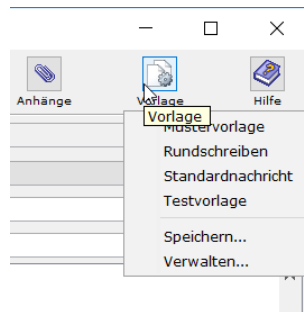 Anhänge
Vorlage
Hilfe
Vorlage
Mustervorlage
Rundschreiben
Standardnachricht
Testvorlage
Speichern...
Verwalten...